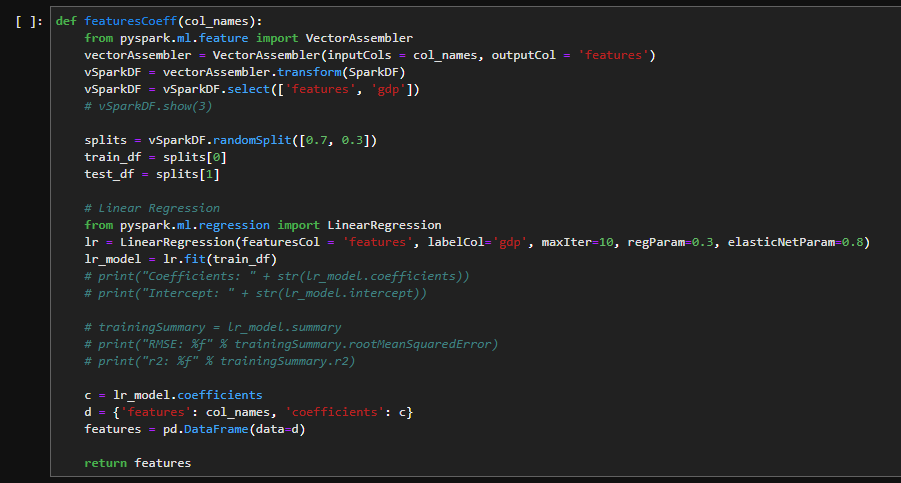 [ ]: def featuresCoeff(col_names):
from pyspark.ml.feature import VectorAssembler
vectorAssembler = VectorAssembler(inputCols = col_names, outputCol = 'features')
vSparkDF = vectorAssembler.transform(SparkDF)
vSparkDF = vSparkDF.select(['features', 'gdp'])
# vSparkDF.show(3)
splits = vSparkDF.randomSplit([0.7, 0.3])
train_df = splits[0]
test_df = splits[1]
# Linear Regression
from pyspark.ml.regression import LinearRegression
lr = LinearRegression(featuresCol = 'features', labelCol='gdp', maxIter=10, regParam=0.3, elasticNetParam=0.8)
lr_model = lr.fit(train_df)
# print("Coefficients: " + str(lr_model.coefficients))
# print("Intercept: " + str(lr_model.intercept))
# trainingSummary = lr_model.summary
# print("RMSE: %f" % trainingSummary.rootMeanSquaredError)
# print("r2: %f" % trainingSummary.r2)
c = lr_model.coefficients
d = {'features': col_names, 'coefficients': c}
features = pd.DataFrame(data=d)
return features